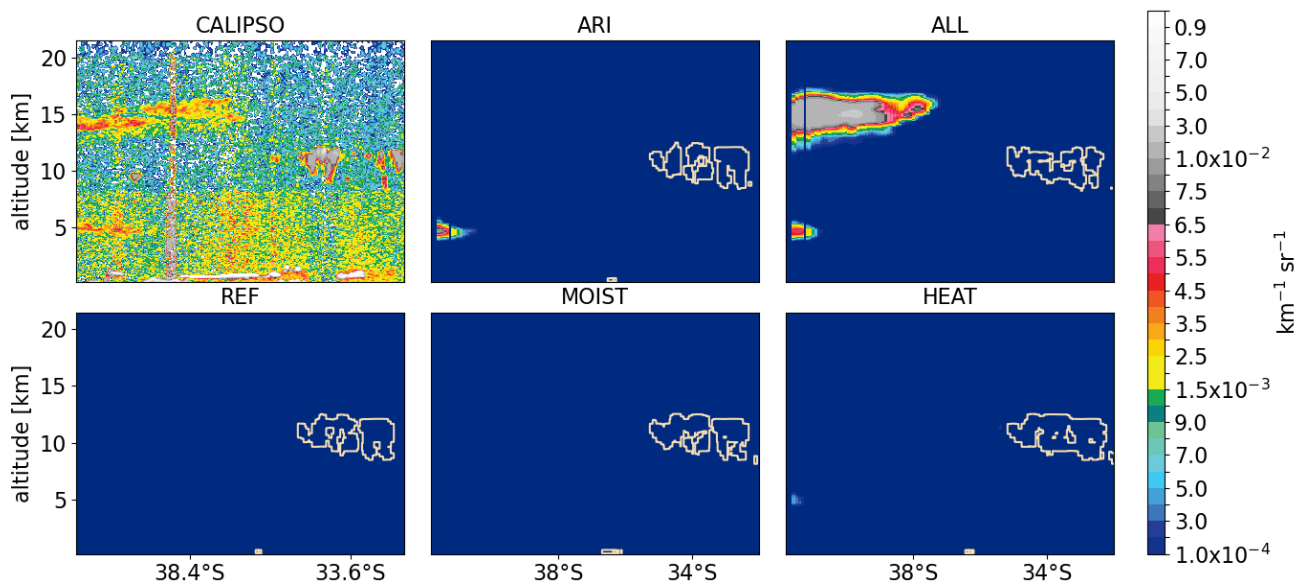 CALIPSO ARI ALL
altitude [km]
20
15
10
5
REF MOIST HEAT
altitude [km]
20
15
10
5
38.4°S 33.6°S 38°S 34°S 38°S 34°S
0.9
7.0
5.0
3.0
1.0x10⁻²
7.5
6.5
5.5
4.5
3.5
2.5
1.5x10⁻³
9.0
7.0
5.0
3.0
1.0x10⁻⁴
km⁻¹ sr⁻¹